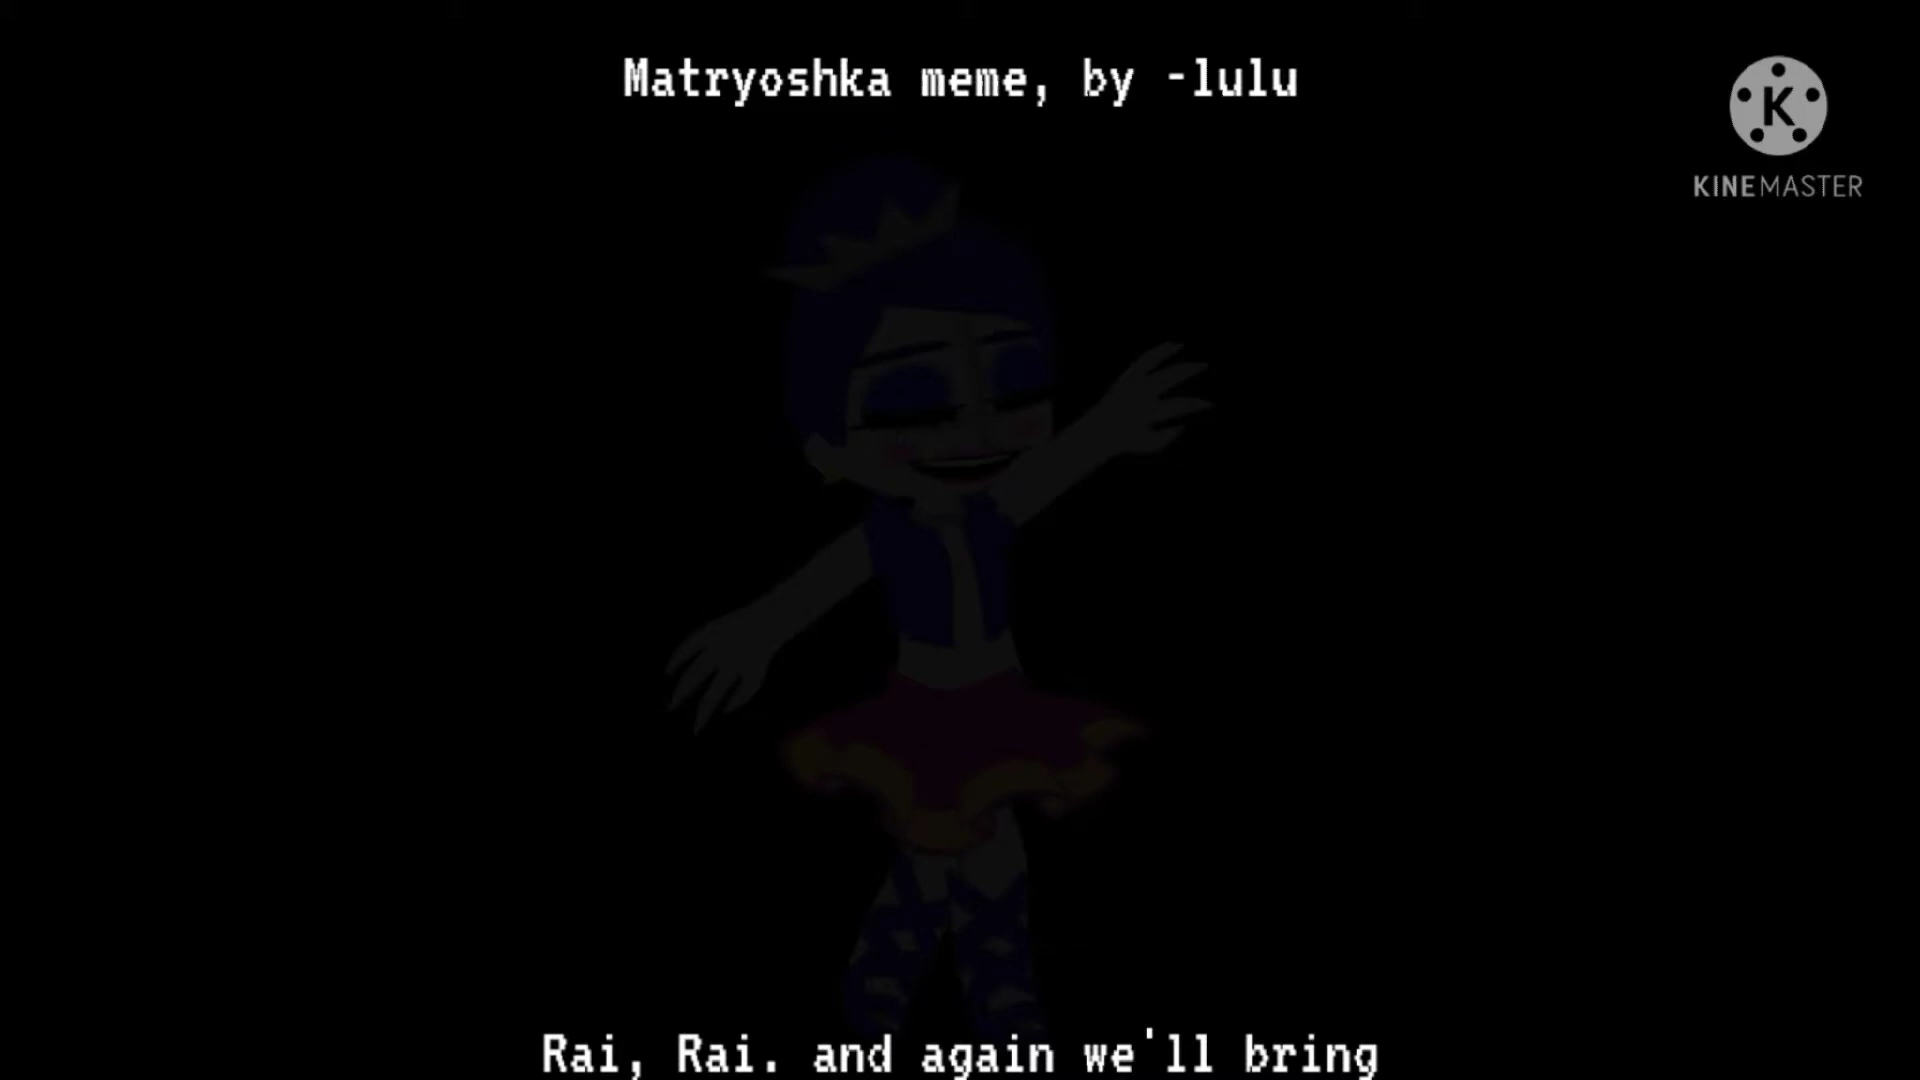 Matryoshka meme, by -lulu
K
KINEMASTER
Rai, Rai. and again we'll bring